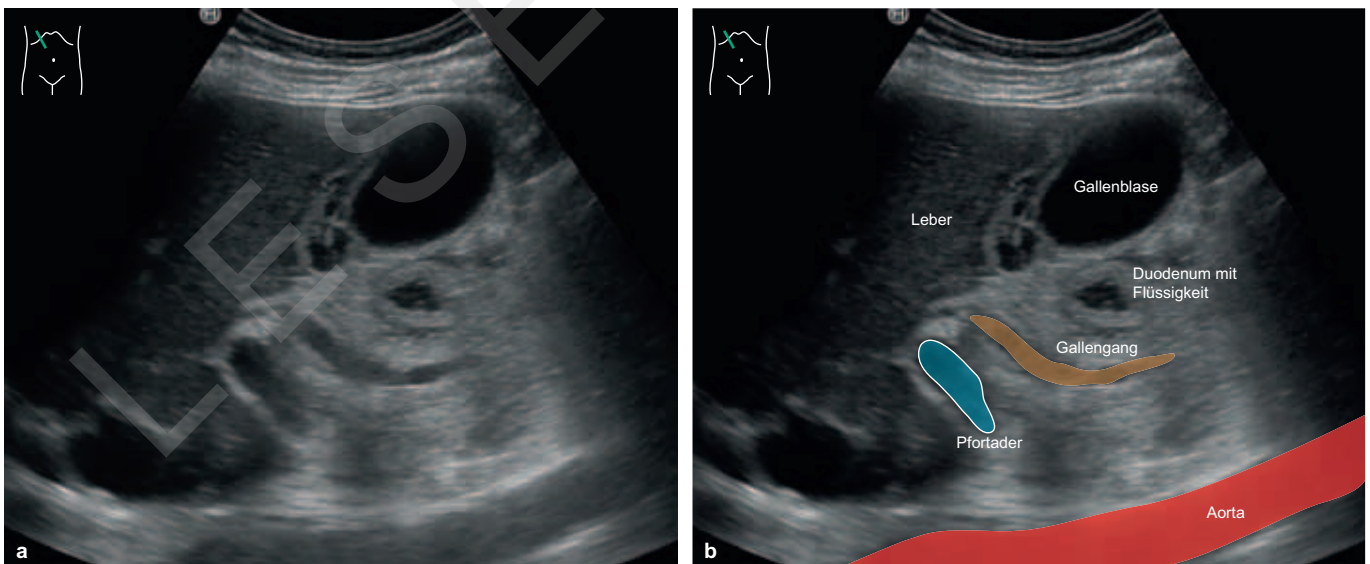 LESE
H
a
H
Gallenblase
Leber
Duodenum mit
Flüssigkeit
Gallengang
Pfortader
Aorta
b